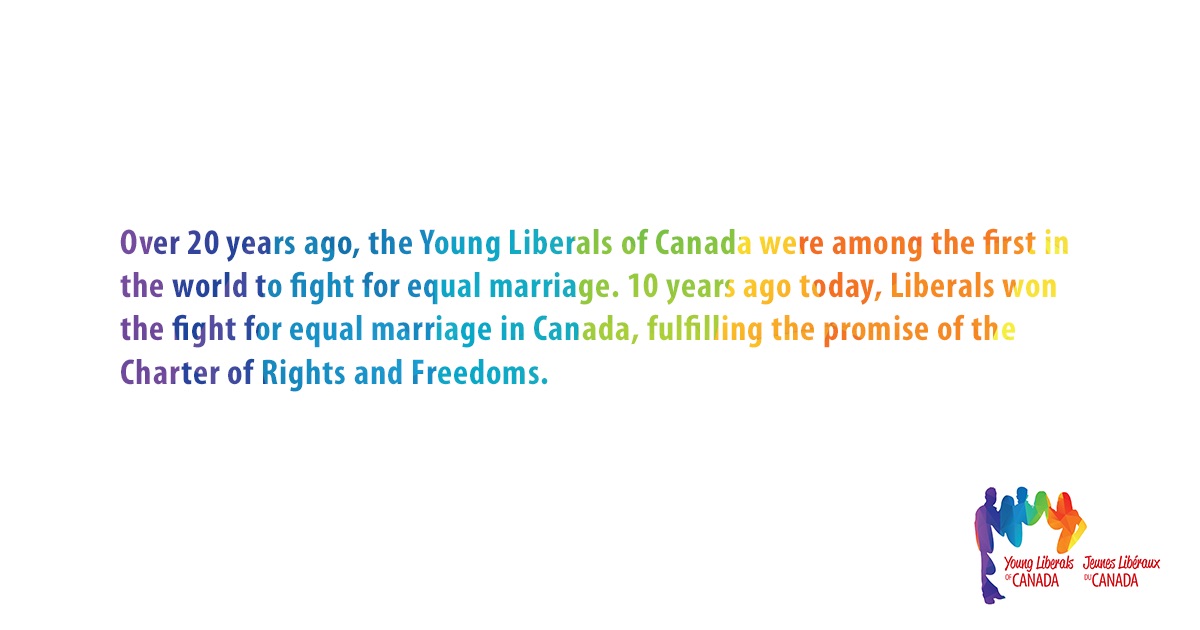 Over 20 years ago, the Young Liberals of Canada were among the first in
the world to fight for equal marriage. 10 years ago today, Liberals won
the fight for equal marriage in Canada, fulfilling the promise of the
Charter of Rights and Freedoms.
Young Liberals
OF CANADA
Jeunes Libéraux
DU CANADA